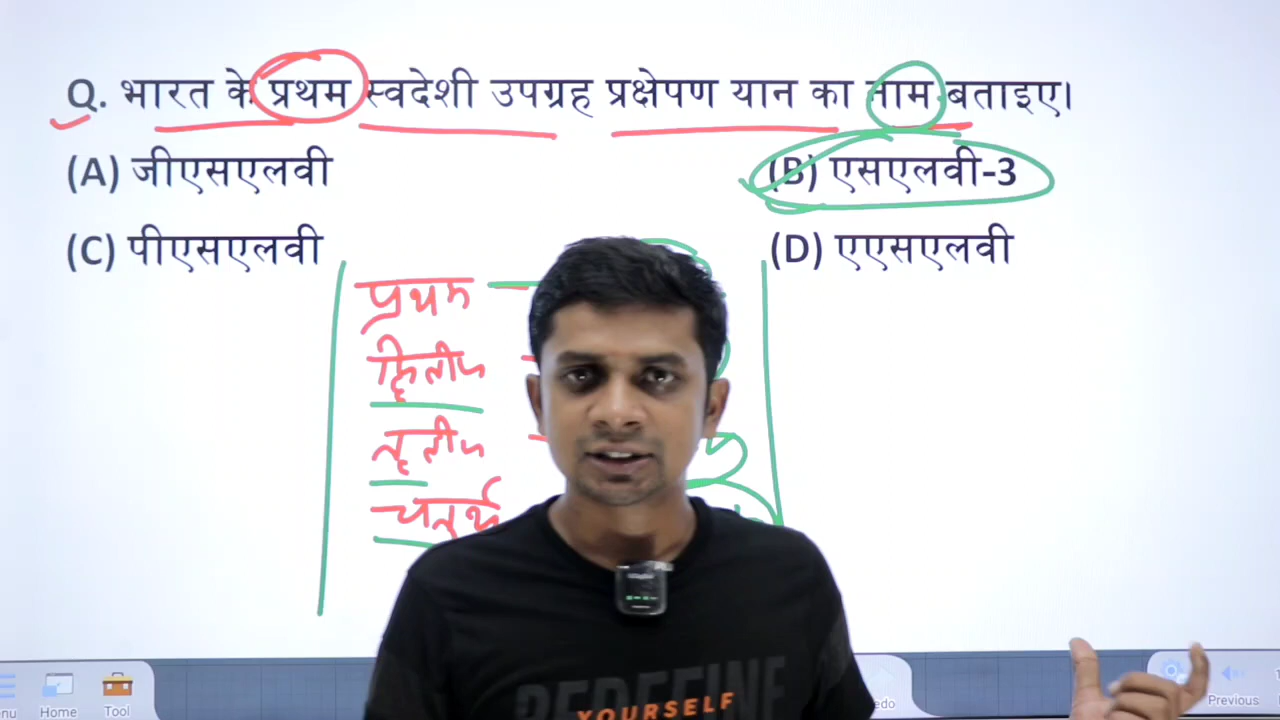 Q. भारत के प्रथम स्वदेशी उपग्रह प्रक्षेपण यान का नाम बताइए।
(A) जीएसएलवी
(B) एसएलवी-3
(C) पीएसएलवी
(D) एएसएलवी
प्रथम
द्वितीय
तृतीय
चतुर्थ
YOURSELF
Home
Tool
Previous